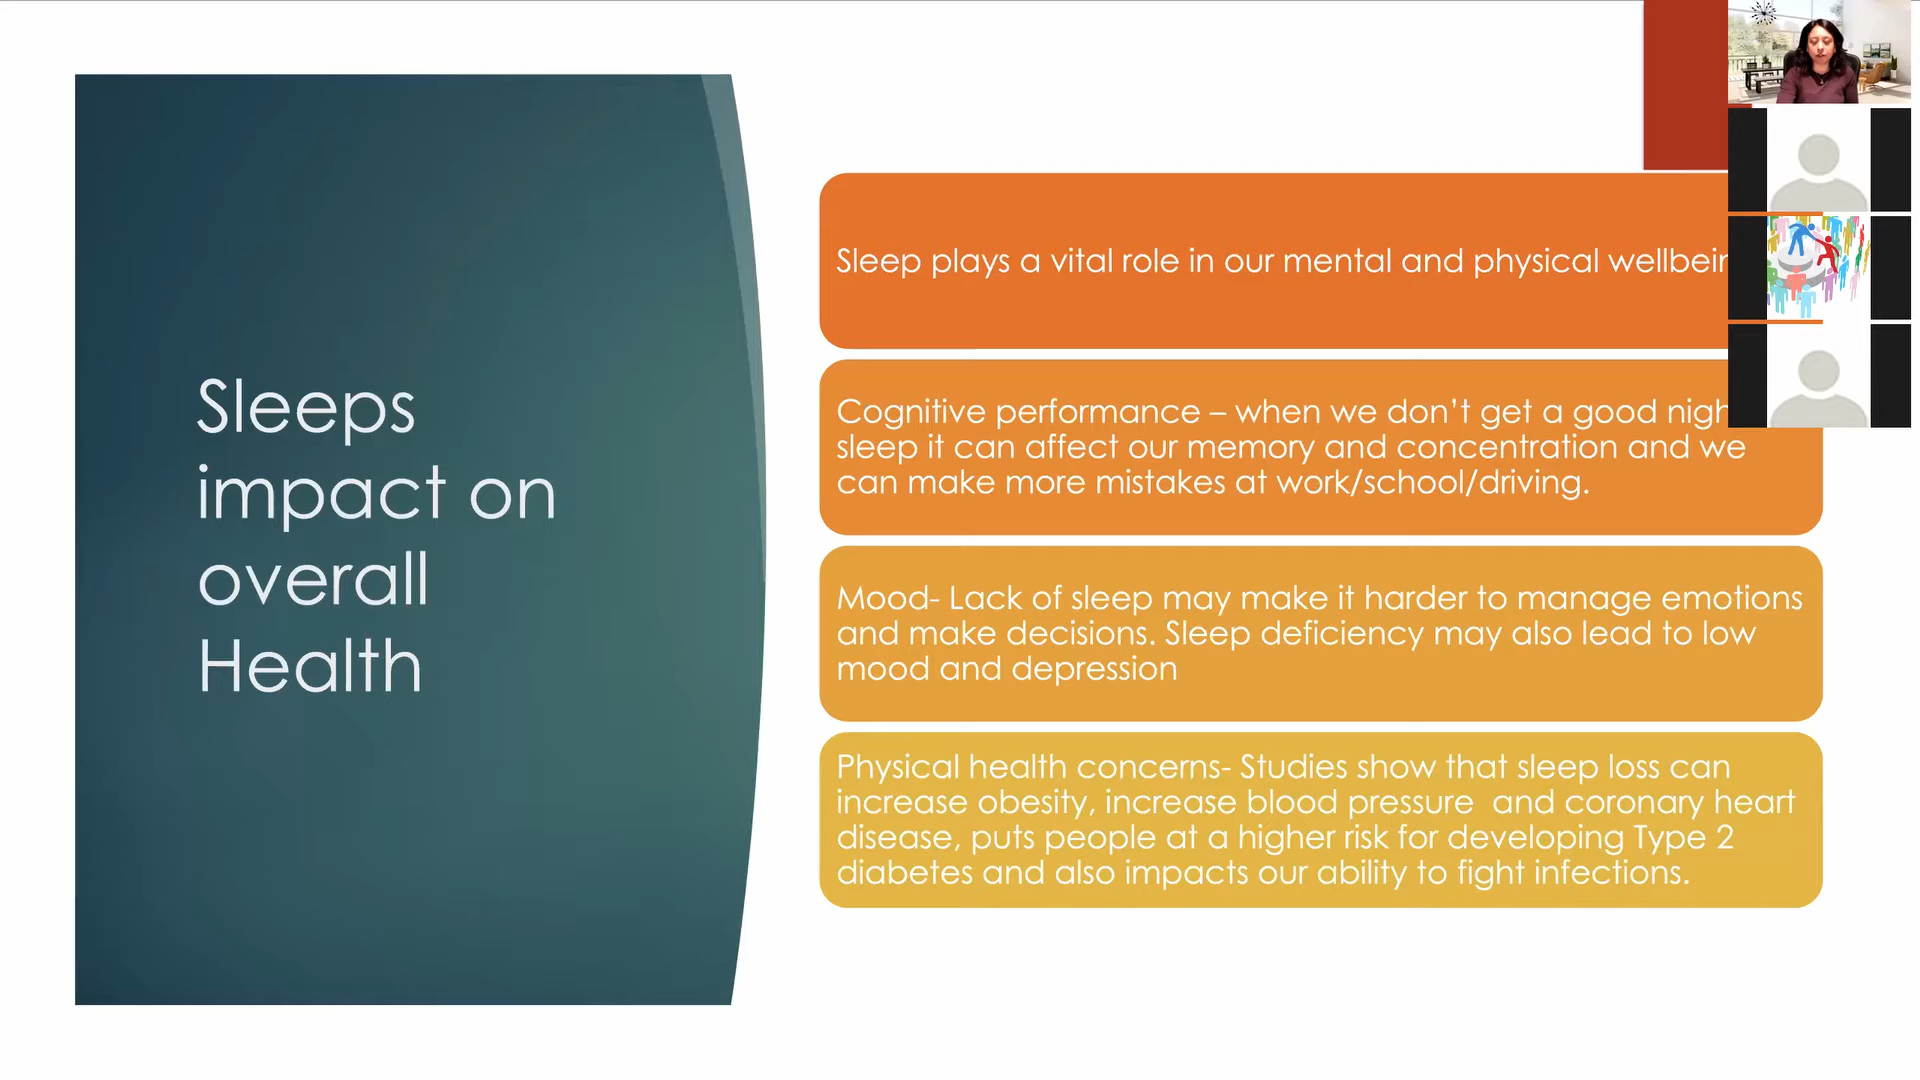 Sleeps
impact on
overall
Health
Sleep plays a vital role in our mental and physical
Cognitive performance – when we don’t get a good
sleep it can affect our memory and concentration and we
can make more mistakes at work/school/driving.
Mood- Lack of sleep may make it harder to manage emotions
and make decisions. Sleep deficiency may also lead to low
mood and depression
Physical health concerns- Studies show that sleep loss can
increase obesity, increase blood pressure  and coronary heart
disease, puts people at a higher risk for developing Type 2
diabetes and also impacts our ability to fight infections.